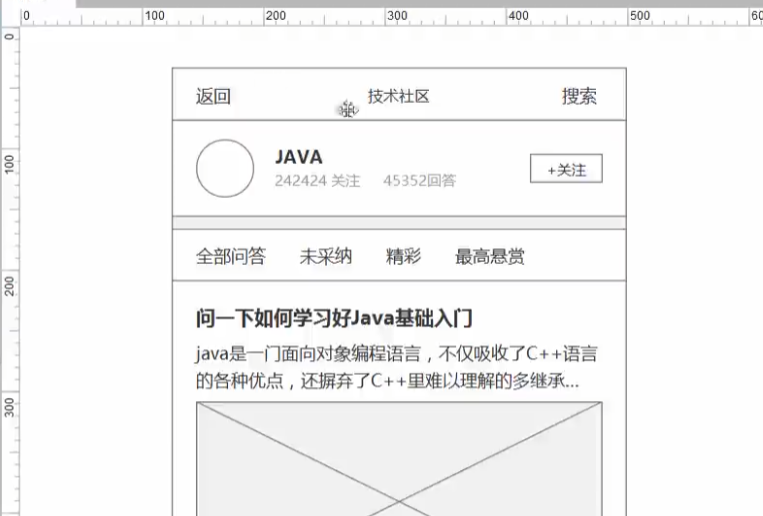 0 100 200 300 400 500 60
0
100
200
300
返回 技术社区 搜索
JAVA
242424 关注 45352回答
+关注
全部问答 未采纳 精彩 最高悬赏
问一下如何学习好Java基础入门
java是一门面向对象编程语言，不仅吸收了C++语言
的各种优点，还摒弃了C++里难以理解的多继承...